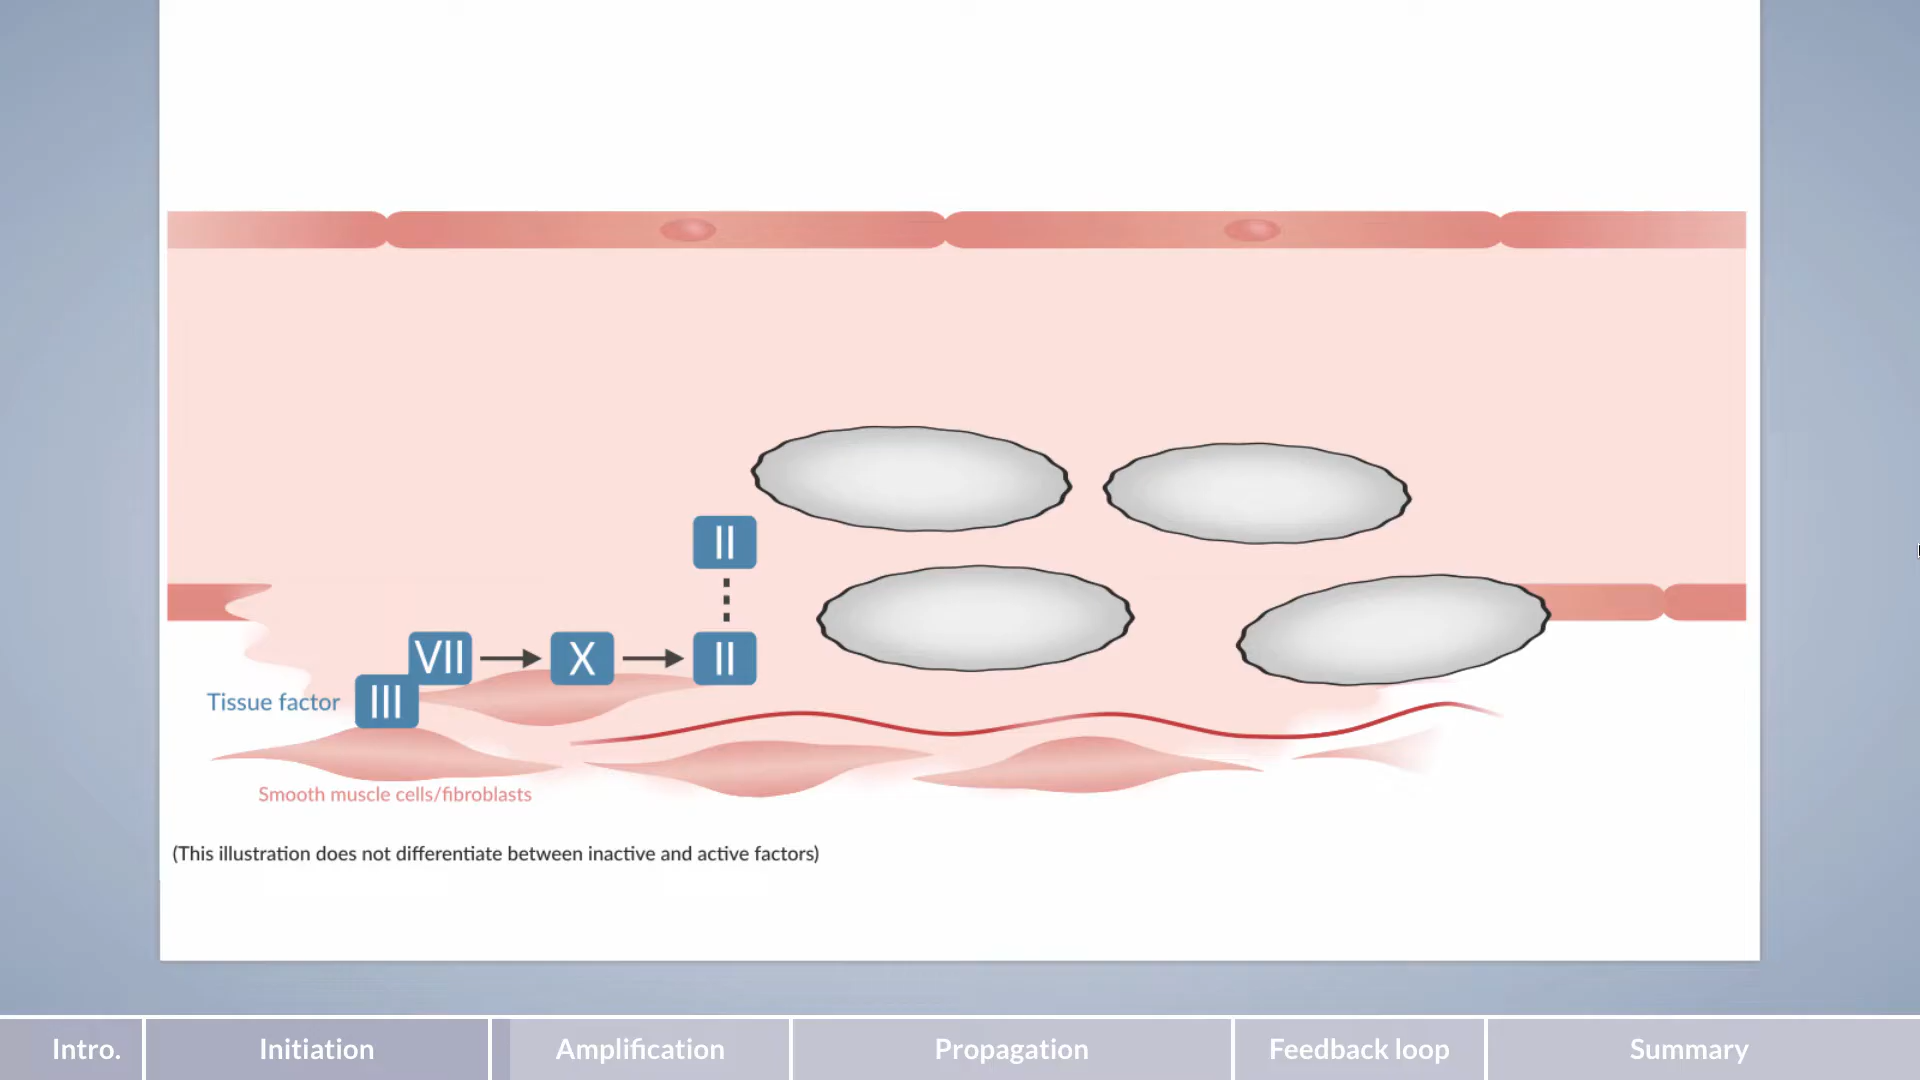 II
VII
X
II
III
Tissue factor
Smooth muscle cells/fibroblasts
(This illustration does not differentiate between inactive and active factors)
Intro.
Initiation
Amplification
Propagation
Feedback loop
Summary